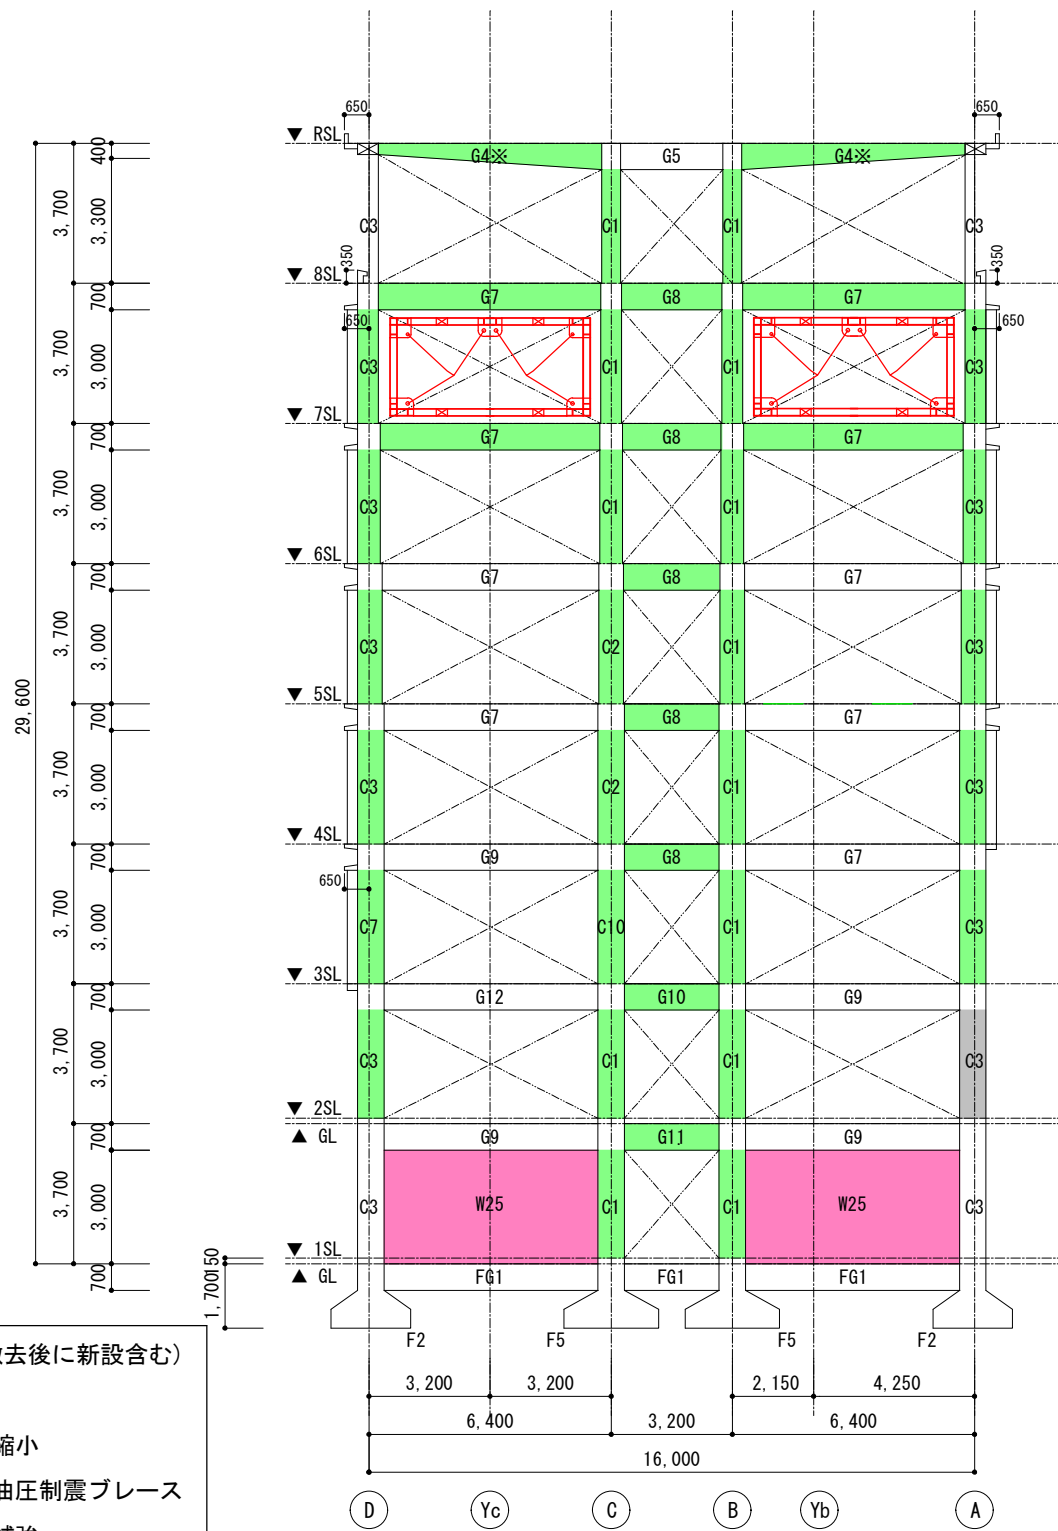 650 650
▼ RSL
400
G4※ G5 G4※
3,700 3,300
C3 C1 C1 C3
350 350
▼ 8SL
700
G7 G8 G7
650 650
3,700 3,000
C3 C1 C1 C3
▼ 7SL
700
G7 G8 G7
3,700 3,000
C3 C1 C1 C3
▼ 6SL
700
G7 G8 G7
3,700 3,000
C3 C2 C1 C3
29,600
▼ 5SL
700
G7 G8 G7
3,700 3,000
C3 C2 C1 C3
▼ 4SL
700
G9 G8 G7
650
3,700 3,000
C7 C10 C1 C3
▼ 3SL
700
G12 G10 G9
3,700 3,000
C3 C1 C1 C3
▼ 2SL
▲ GL
700
G9 G11 G9
3,700 3,000
C3 W25 C1 C1 W25 C3
▼ 1SL
150
▲ GL
700
1,700
FG1 FG1 FG1
F2 F5 F5 F2
去後に新設含む)
3,200 3,200 2,150 4,250
6,400 3,200 6,400
縮小
16,000
油圧制震ブレース
D Yc C B Yb A